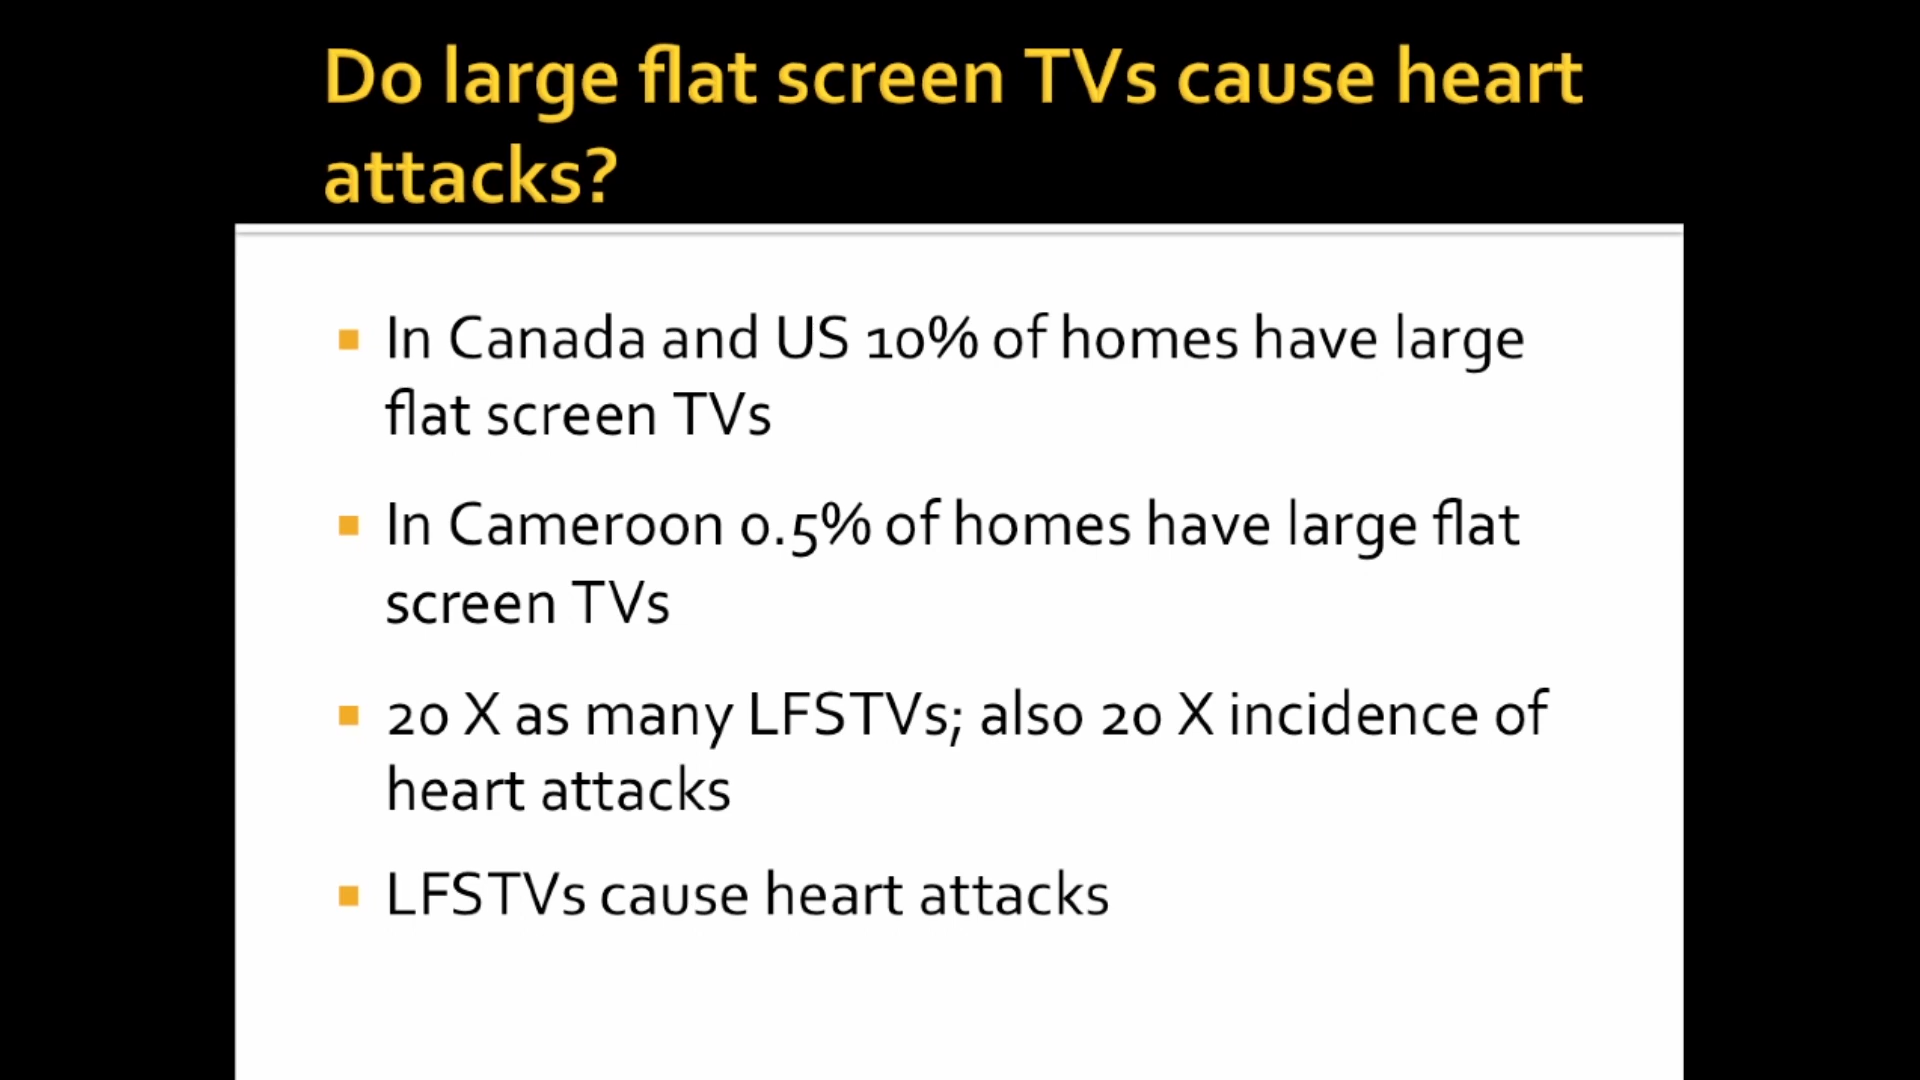 Do large flat screen TVs cause heart
attacks?
▪ In Canada and US 10% of homes have large
flat screen TVs
▪ In Cameroon 0.5% of homes have large flat
screen TVs
▪ 20 X as many LFSTVs; also 20 X incidence of
heart attacks
▪ LFSTVs cause heart attacks